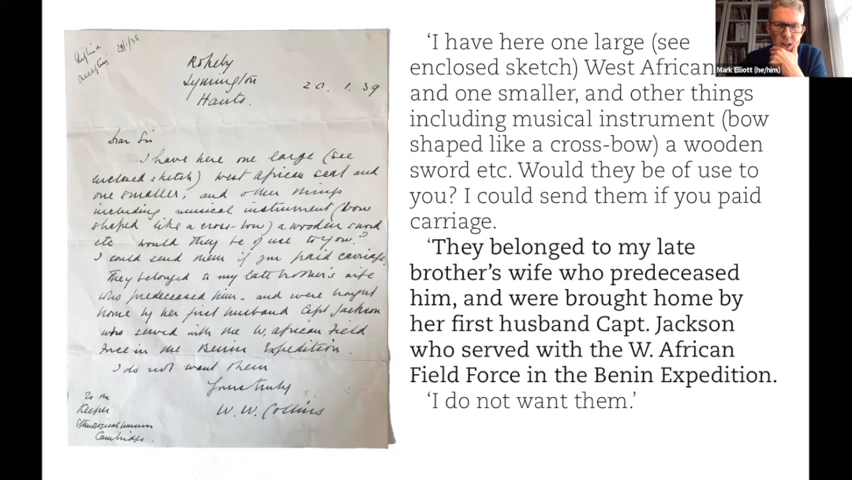 Rokeby
Lymington
Hants.
20.1.39
Dear Sir
I have here one large (see
enclosed sketch) West African seat and
one smaller, and other things
including musical instrument (bow
shaped like a cross-bow) a wooden sword
etc would they be of use to you?
I could send them if you paid carriage.
They belonged to my late brother's wife
who predeceased him – and were brought
home by her first husband Capt Jackson
who served with the W. African Field
Force in the Benin Expedition.
I do not want them
Yours truly
W. W. Collins
To the
Keeper
Ethnological museum
Cambridge.
‘I have here one large (see
enclosed sketch) West African
and one smaller, and other things
including musical instrument (bow
shaped like a cross-bow) a wooden
sword etc. Would they be of use to
you? I could send them if you paid
carriage.
‘They belonged to my late
brother’s wife who predeceased
him, and were brought home by
her first husband Capt. Jackson
who served with the W. African
Field Force in the Benin Expedition.
‘I do not want them.’
Mark Elliott (he/him)